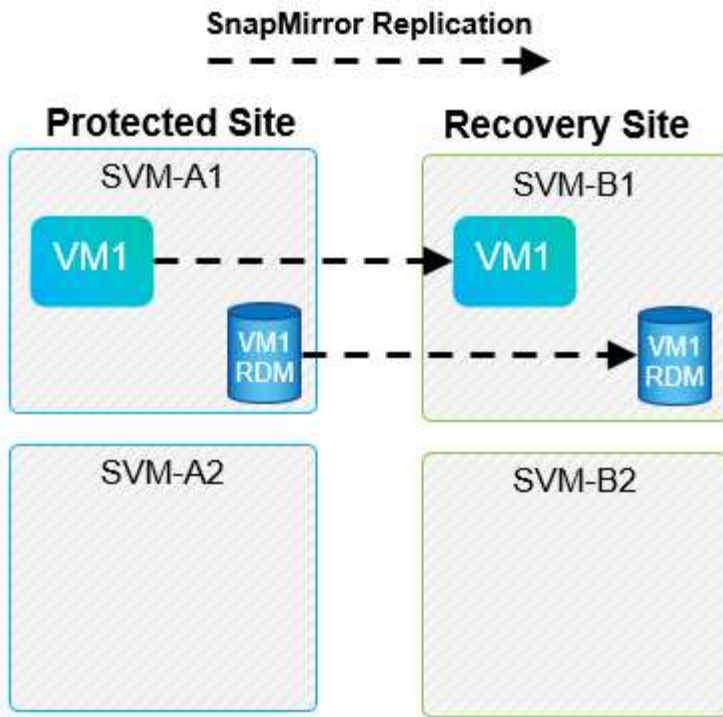 SnapMirror Replication
Protected Site
Recovery Site
SVM-A1
SVM-B1
VM1
VM1
VM1
RDM
VM1
RDM
SVM-A2
SVM-B2